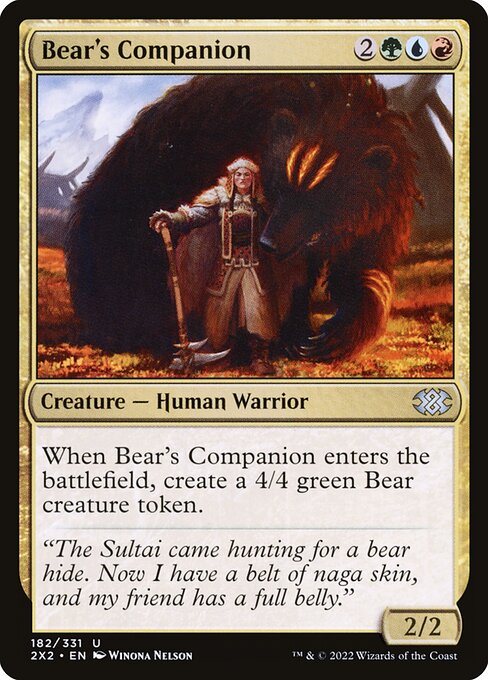 Bear's Companion 2
Creature — Human Warrior
When Bear's Companion enters the
battlefield, create a 4/4 green Bear
creature token.
“The Sultai came hunting for a bear
hide. Now I have a belt of naga skin,
and my friend has a full belly.”
2/2
182/331 U
2X2 • EN Winona Nelson ™ & © 2022 Wizards of the Coast